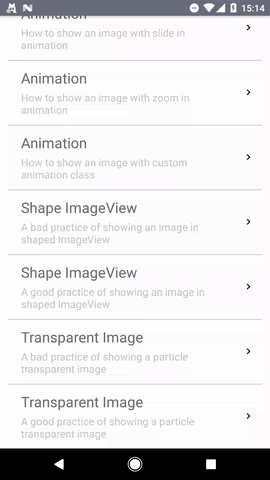 15:14
Animation
How to show an image with slide in
animation
Animation
How to show an image with zoom in
animation
Animation
How to show an image with custom
animation class
Shape ImageView
A bad practice of showing an image in
shaped ImageView
Shape ImageView
A good practice of showing an image in
shaped ImageView
Transparent Image
A bad practice of showing a particle
transparent image
Transparent Image
A good practice of showing a particle
transparent image